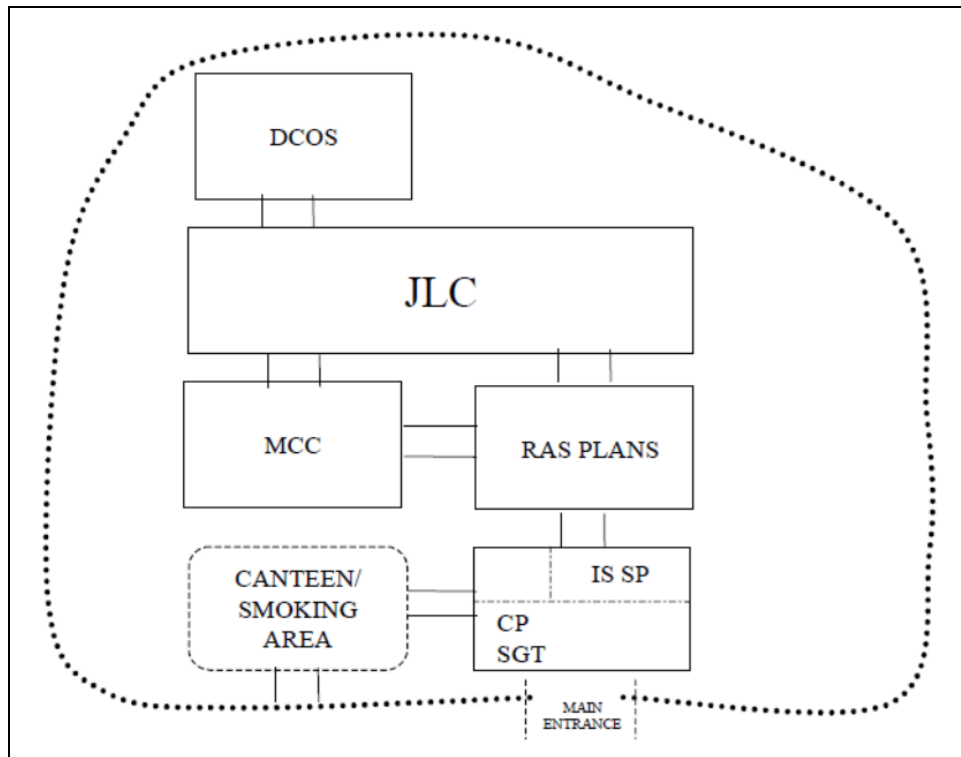 DCOS
JLC
MCC
RAS PLANS
CANTEEN/
SMOKING
AREA
IS SP
CP
SGT
MAIN
ENTRANCE